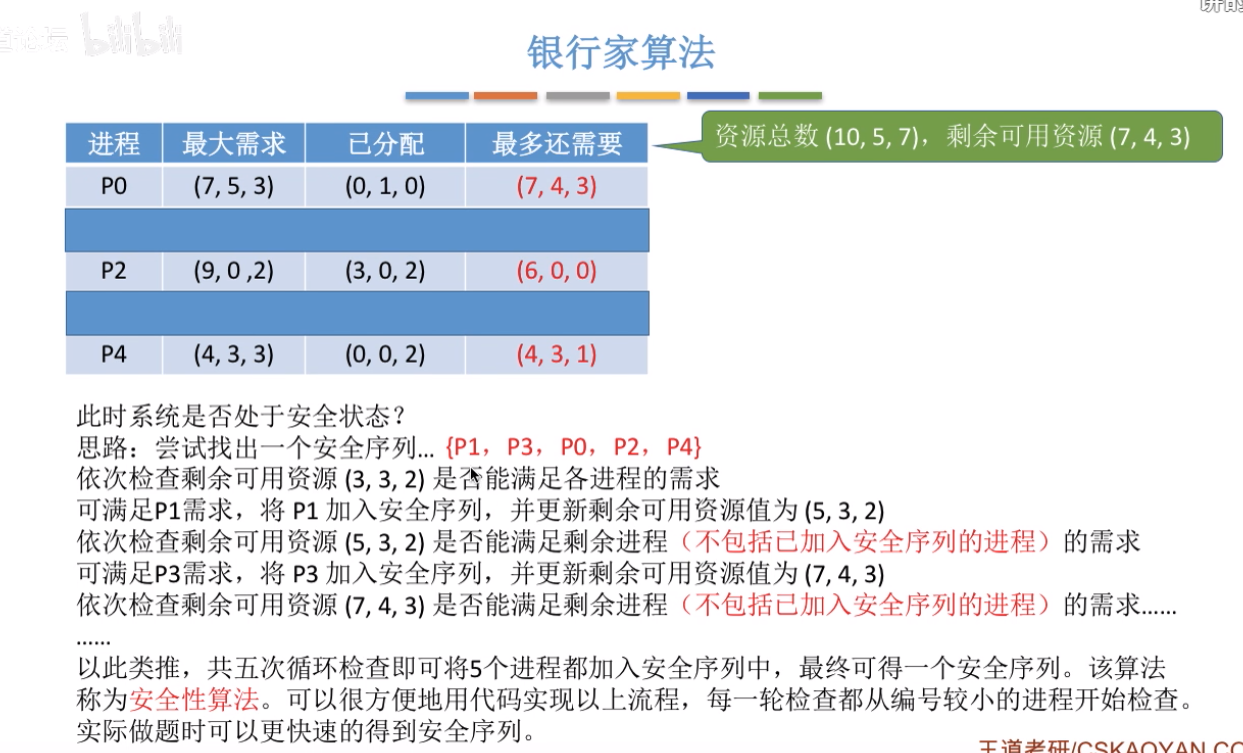 bilibili
银行家算法
资源总数 (10, 5, 7)，剩余可用资源 (7, 4, 3)
进程 最大需求 已分配 最多还需要
P0 (7, 5, 3) (0, 1, 0) (7, 4, 3)
P2 (9, 0 ,2) (3, 0, 2) (6, 0, 0)
P4 (4, 3, 3) (0, 0, 2) (4, 3, 1)
此时系统是否处于安全状态？
思路：尝试找出一个安全序列... {P1，P3，P0，P2，P4}
依次检查剩余可用资源 (3, 3, 2) 是否能满足各进程的需求
可满足P1需求，将 P1 加入安全序列，并更新剩余可用资源值为 (5, 3, 2)
依次检查剩余可用资源 (5, 3, 2) 是否能满足剩余进程（不包括已加入安全序列的进程）的需求
可满足P3需求，将 P3 加入安全序列，并更新剩余可用资源值为 (7, 4, 3)
依次检查剩余可用资源 (7, 4, 3) 是否能满足剩余进程（不包括已加入安全序列的进程）的需求......
......
以此类推，共五次循环检查即可将5个进程都加入安全序列中，最终可得一个安全序列。该算法
称为安全性算法。可以很方便地用代码实现以上流程，每一轮检查都从编号较小的进程开始检查。
实际做题时可以更快速的得到安全序列。
王道考研/CSKAOYAN.CO